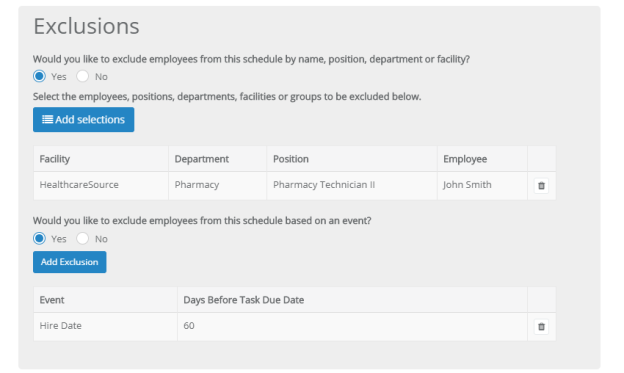 Exclusions
Would you like to exclude employees from this schedule by name, position, department or facility?
Yes No
Select the employees, positions, departments, facilities or groups to be excluded below.
Add selections
Facility Department Position Employee
HealthcareSource Pharmacy Pharmacy Technician II John Smith
Would you like to exclude employees from this schedule based on an event?
Yes No
Add Exclusion
Event Days Before Task Due Date
Hire Date 60